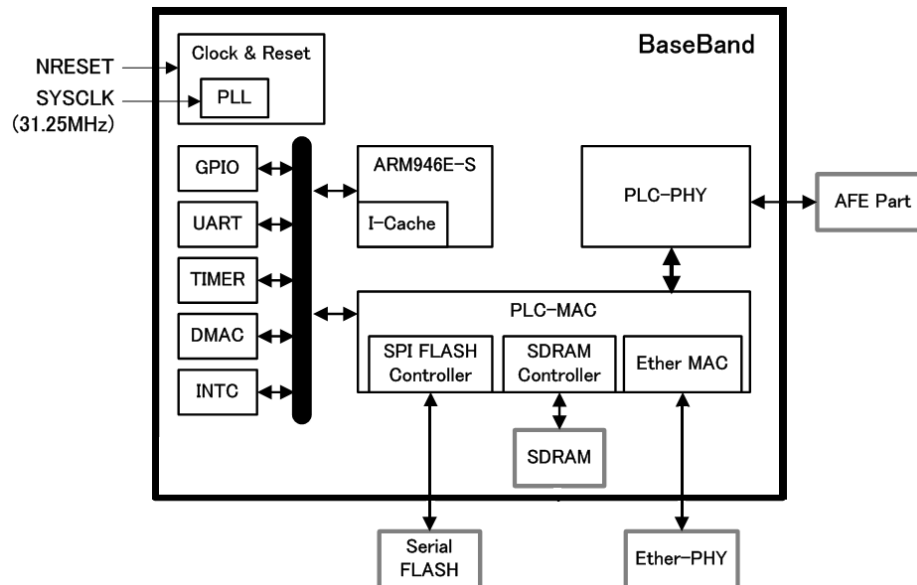 BaseBand
Clock & Reset
PLL
NRESET
SYSCLK
(31.25MHz)
GPIO
UART
TIMER
DMAC
INTC
ARM946E-S
I-Cache
PLC-PHY
AFE Part
PLC-MAC
SPI FLASH
Controller
SDRAM
Controller
Ether MAC
SDRAM
Serial
FLASH
Ether-PHY